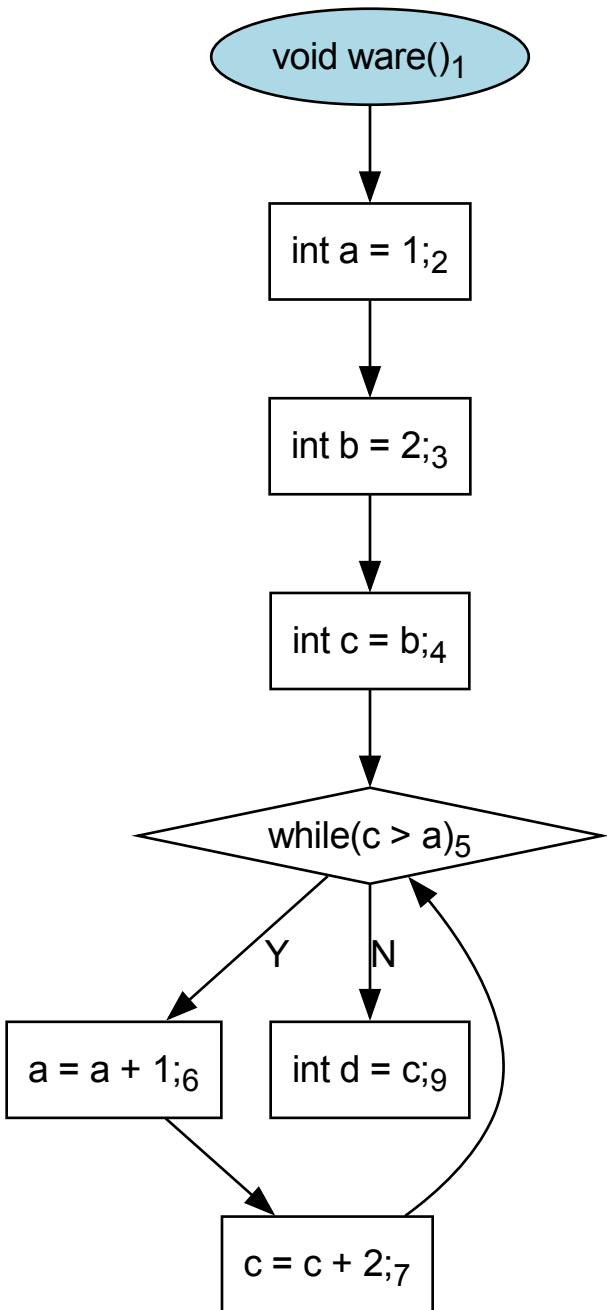 void ware()1
int a = 1;2
int b = 2;3
int c = b;4
while(c > a)5
Y
N
a = a + 1;6
int d = c;9
c = c + 2;7